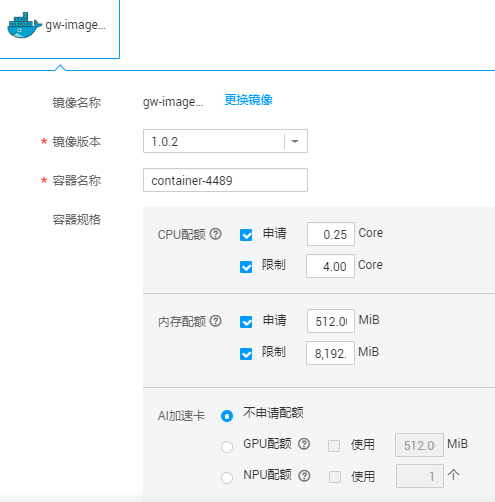 gw-image...
镜像名称 gw-image... 更换镜像
* 镜像版本 1.0.2
* 容器名称 container-4489
容器规格
CPU配额 ? 申请 0.25 Core
限制 4.00 Core
内存配额 ? 申请 512.0 MiB
限制 8,192. MiB
AI加速卡 不申请配额
GPU配额 ? 使用 512.0 MiB
NPU配额 ? 使用 1 个